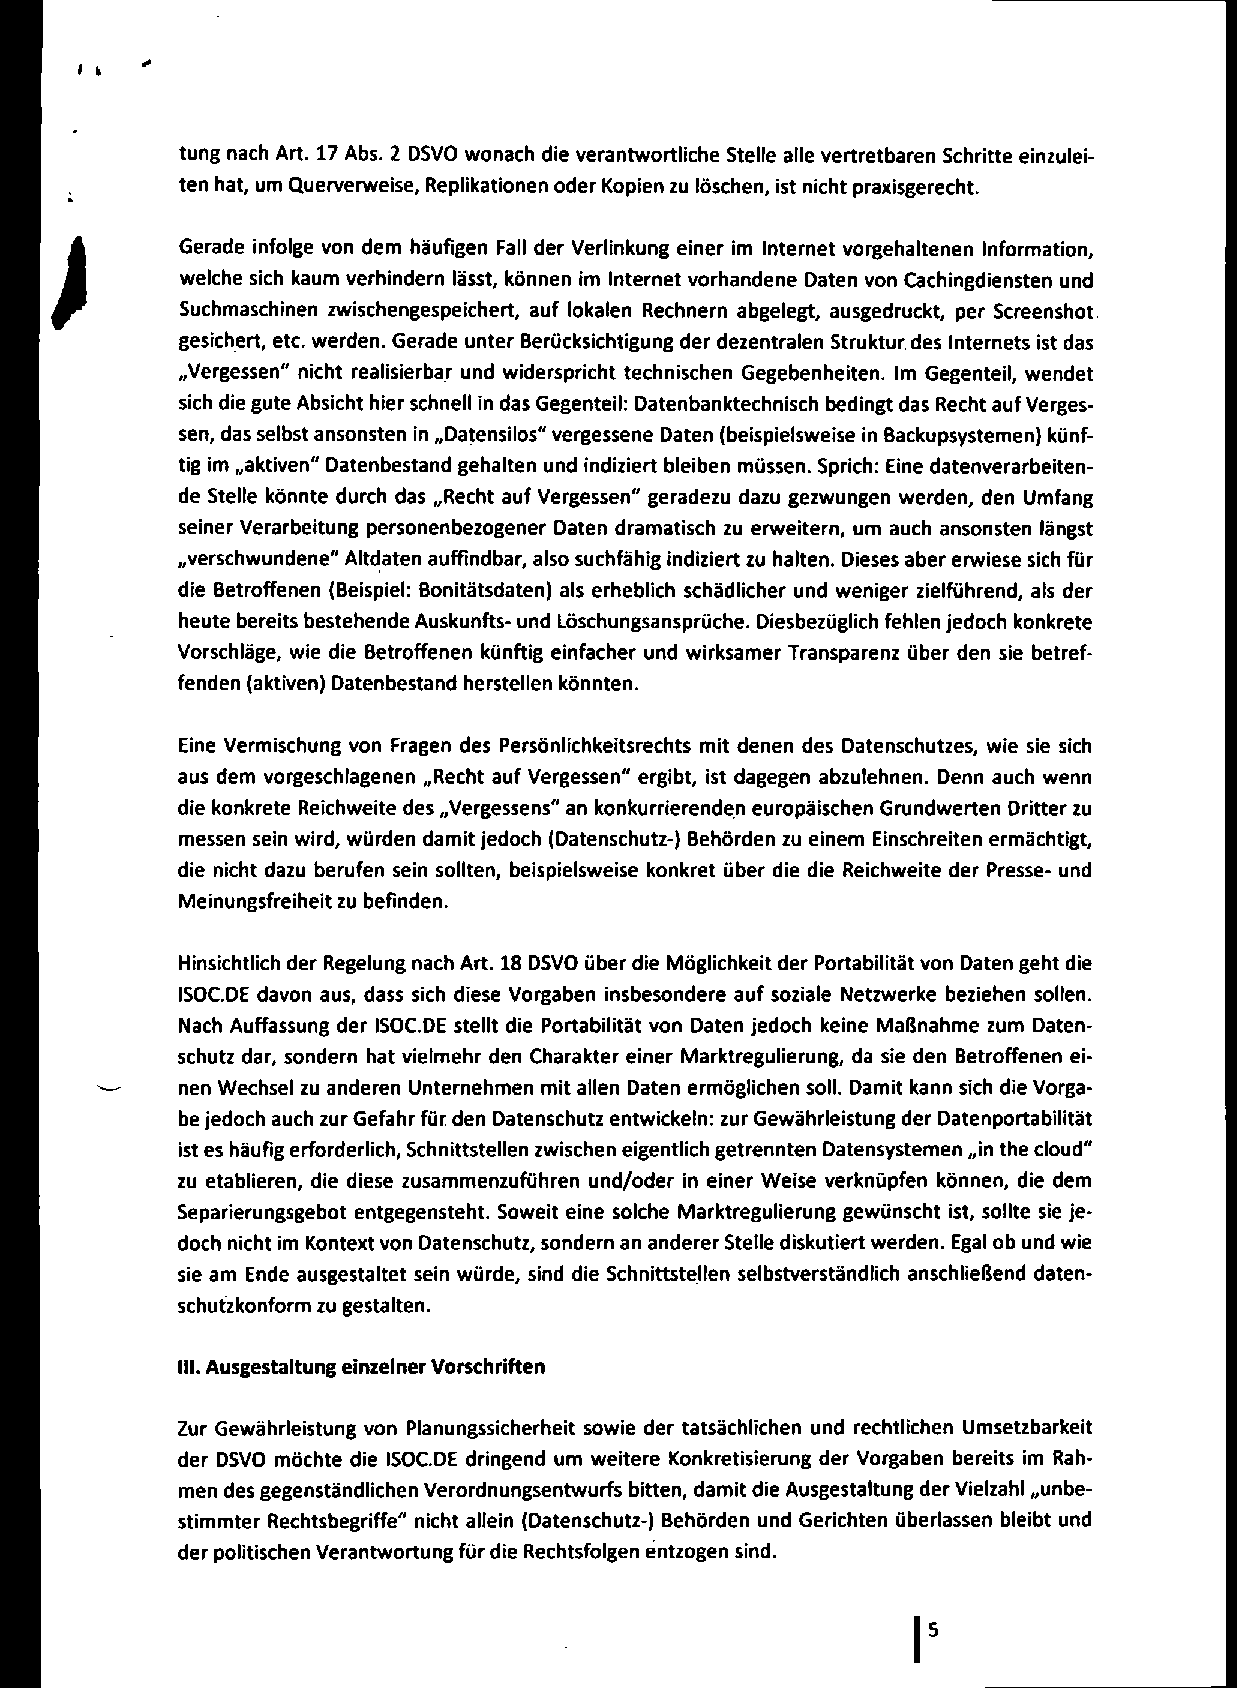 tung nach Art. 17 Abs. 2 DSVO wonach die verantwortliche Stelle alle vertretbaren Schritte einzulei-
ten hat, um Querverweise, Replikationen oder Kopien zu löschen, ist nicht praxisgerecht.
Gerade infolge von dem häufigen Fall der Verlinkung einer im Internet vorgehaltenen Information,
welche sich kaum verhindern lässt, können im Internet vorhandene Daten von Cachingdiensten und
Suchmaschinen zwischengespeichert, auf lokalen Rechnern abgelegt, ausgedruckt, per Screenshot
gesichert, etc. werden. Gerade unter Berücksichtigung der dezentralen Struktur des Internets ist das
„Vergessen“ nicht realisierbar und widerspricht technischen Gegebenheiten. Im Gegenteil, wendet
sich die gute Absicht hier schnell in das Gegenteil: Datenbanktechnisch bedingt das Recht auf Verges-
sen, das selbst ansonsten in „Datensilos“ vergessene Daten (beispielsweise in Backupsystemen) künf-
tig im „aktiven“ Datenbestand gehalten und indiziert bleiben müssen. Sprich: Eine datenverarbeiten-
de Stelle könnte durch das „Recht auf Vergessen“ geradezu dazu gezwungen werden, den Umfang
seiner Verarbeitung personenbezogener Daten dramatisch zu erweitern, um auch ansonsten längst
„verschwundene“ Altdaten auffindbar, also suchfähig indiziert zu halten. Dieses aber erwiese sich für
die Betroffenen (Beispiel: Bonitätsdaten) als erheblich schädlicher und weniger zielführend, als der
heute bereits bestehende Auskunfts- und Löschungsansprüche. Diesbezüglich fehlen jedoch konkrete
Vorschläge, wie die Betroffenen künftig einfacher und wirksamer Transparenz über den sie betref-
fenden (aktiven) Datenbestand herstellen könnten.
Eine Vermischung von Fragen des Persönlichkeitsrechts mit denen des Datenschutzes, wie sie sich
aus dem vorgeschlagenen „Recht auf Vergessen“ ergibt, ist dagegen abzulehnen. Denn auch wenn
die konkrete Reichweite des „Vergessens“ an konkurrierenden europäischen Grundwerten Dritter zu
messen sein wird, würden damit jedoch (Datenschutz-) Behörden zu einem Einschreiten ermächtigt,
die nicht dazu berufen sein sollten, beispielsweise konkret über die die Reichweite der Presse- und
Meinungsfreiheit zu befinden.
Hinsichtlich der Regelung nach Art. 18 DSVO über die Möglichkeit der Portabilität von Daten geht die
ISOC.DE davon aus, dass sich diese Vorgaben insbesondere auf soziale Netzwerke beziehen sollen.
Nach Auffassung der ISOC.DE stellt die Portabilität von Daten jedoch keine Maßnahme zum Daten-
schutz dar, sondern hat vielmehr den Charakter einer Marktregulierung, da sie den Betroffenen ei-
nen Wechsel zu anderen Unternehmen mit allen Daten ermöglichen soll. Damit kann sich die Vorga-
be jedoch auch zur Gefahr für den Datenschutz entwickeln: zur Gewährleistung der Datenportabilität
ist es häufig erforderlich, Schnittstellen zwischen eigentlich getrennten Datensystemen „in the cloud“
zu etablieren, die diese zusammenzuführen und/oder in einer Weise verknüpfen können, die dem
Separierungsgebot entgegensteht. Soweit eine solche Marktregulierung gewünscht ist, sollte sie je-
doch nicht im Kontext von Datenschutz, sondern an anderer Stelle diskutiert werden. Egal ob und wie
sie am Ende ausgestaltet sein würde, sind die Schnittstellen selbstverständlich anschließend daten-
schutzkonform zu gestalten.
III. Ausgestaltung einzelner Vorschriften
Zur Gewährleistung von Planungssicherheit sowie der tatsächlichen und rechtlichen Umsetzbarkeit
der DSVO möchte die ISOC.DE dringend um weitere Konkretisierung der Vorgaben bereits im Rah-
men des gegenständlichen Verordnungsentwurfs bitten, damit die Ausgestaltung der Vielzahl „unbe-
stimmter Rechtsbegriffe“ nicht allein (Datenschutz-) Behörden und Gerichten überlassen bleibt und
der politischen Verantwortung für die Rechtsfolgen entzogen sind.
5